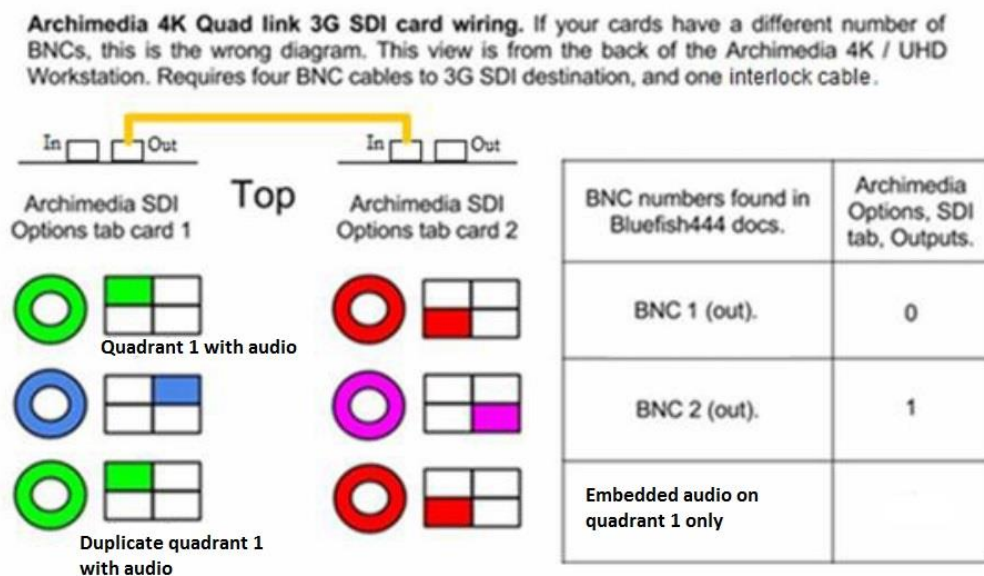 Archimedia 4K Quad link 3G SDI card wiring. If your cards have a different number of
BNCs, this is the wrong diagram. This view is from the back of the Archimedia 4K / UHD
Workstation. Requires four BNC cables to 3G SDI destination, and one interlock cable.
In
Out
In
Out
Top
Archimedia SDI
Options tab card 1
Archimedia SDI
Options tab card 2
Quadrant 1 with audio
Duplicate quadrant 1
with audio
BNC numbers found in
Bluefish444 docs.
Archimedia
Options, SDI
tab, Outputs.
BNC 1 (out).
0
BNC 2 (out).
1
Embedded audio on
quadrant 1 only